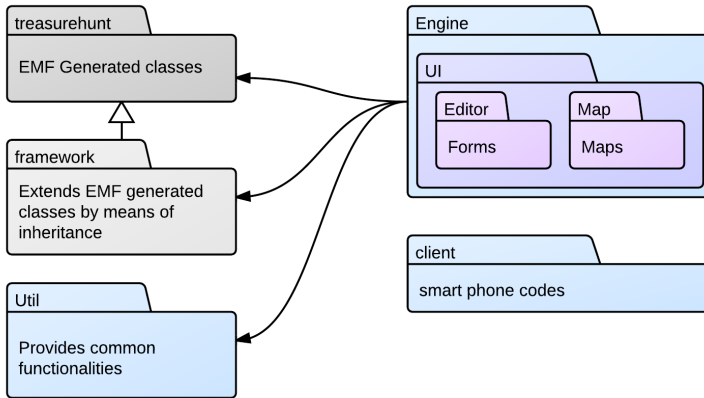 treasurehunt
EMF Generated classes
framework
Extends EMF generated
classes by means of
inheritance
Util
Provides common
functionalities
Engine
UI
Editor
Forms
Map
Maps
client
smart phone codes